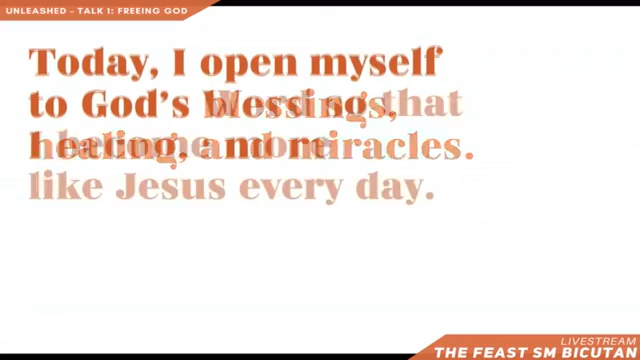 UNLEASHED - TALK 1: FREEING GOD
Today, I open myself
to God's blessings, that
healing, and miracles.
like Jesus every day.
LIVESTREAM
THE FEAST SM BICUTAN